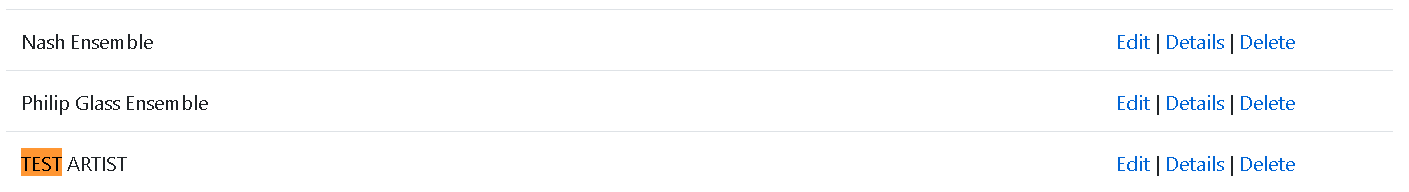 Nash Ensemble Edit | Details | Delete
Philip Glass Ensemble Edit | Details | Delete
TEST ARTIST Edit | Details | Delete